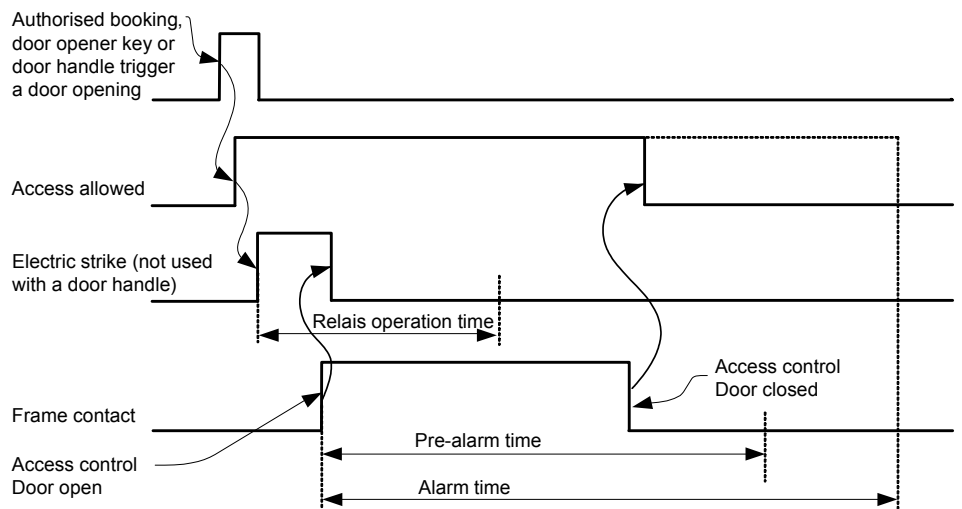 Authorised booking,
door opener key or
door handle trigger
a door opening
Access allowed
Electric strike (not used
with a door handle)
Relais operation time
Access control
Door closed
Frame contact
Pre-alarm time
Access control
Door open
Alarm time